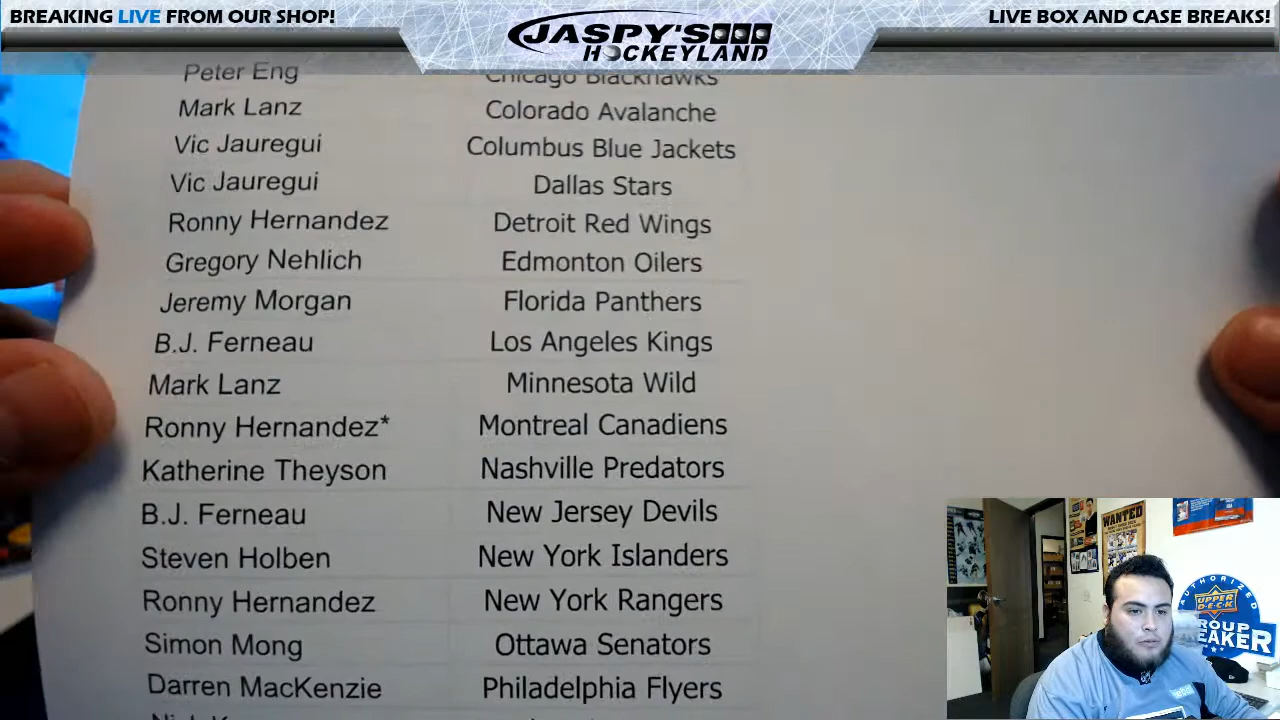 BREAKING LIVE FROM OUR SHOP!
JASPY'S
HOCKEYLAND
LIVE BOX AND CASE BREAKS!
Peter Eng Chicago Blackhawks
Mark Lanz Colorado Avalanche
Vic Jauregui Columbus Blue Jackets
Vic Jauregui Dallas Stars
Ronny Hernandez Detroit Red Wings
Gregory Nehlich Edmonton Oilers
Jeremy Morgan Florida Panthers
B.J. Ferneau Los Angeles Kings
Mark Lanz Minnesota Wild
Ronny Hernandez* Montreal Canadiens
Katherine Theyson Nashville Predators
B.J. Ferneau New Jersey Devils
Steven Holben New York Islanders
Ronny Hernandez New York Rangers
Simon Mong Ottawa Senators
Darren MacKenzie Philadelphia Flyers
WANTED
AUTHORIZED
UPPER DECK